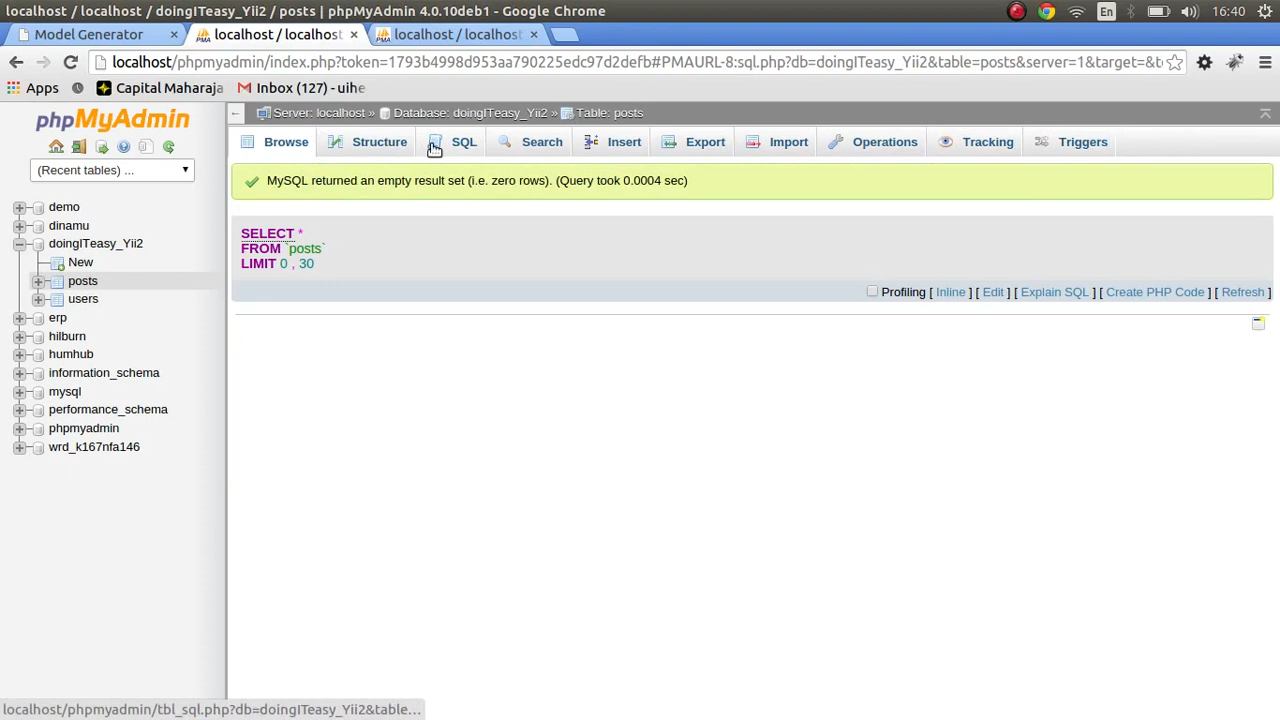 localhost / localhost / doingITeasy_Yii2 / posts | phpMyAdmin 4.0.10deb1 - Google Chrome
En
16:40
Model Generator
localhost / localhost
localhost / localhost
localhost/phpmyadmin/index.php?token=1793b4998d953aa790225edc97d2defb#PMAURL-8:sql.php?db=doingITeasy_Yii2&table=posts&server=1&target=&t
Apps
Capital Maharaja
Inbox (127) - uihe
phpMyAdmin
(Recent tables) ...
demo
dinamu
doingITeasy_Yii2
New
posts
users
erp
hilburn
humhub
information_schema
mysql
performance_schema
phpmyadmin
wrd_k167nfa146
Server: localhost » Database: doingITeasy_Yii2 » Table: posts
Browse Structure SQL Search Insert Export Import Operations Tracking Triggers
MySQL returned an empty result set (i.e. zero rows). (Query took 0.0004 sec)
SELECT *
FROM `posts`
LIMIT 0 , 30
Profiling [ Inline ] [ Edit ] [ Explain SQL ] [ Create PHP Code ] [ Refresh ]
localhost/phpmyadmin/tbl_sql.php?db=doingITeasy_Yii2&table...